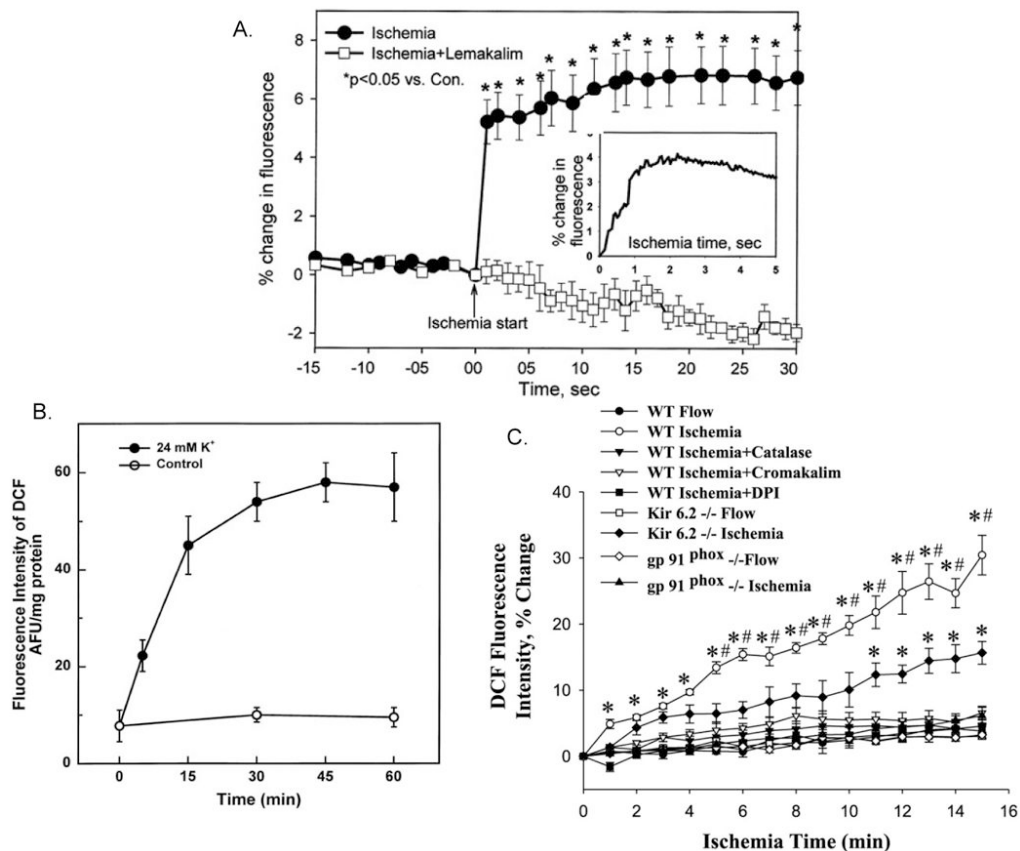 A.
Ischemia
Ischemia+Lemakalim
*p<0.05 vs. Con.
* * * * * * * * * * * * * * * *
8
6
4
2
0
-2
% change in fluorescence
Ischemia start
-15 -10 -05 00 05 10 15 20 25 30
Time, sec
% change in
fluorescence
5
4
3
2
1
0
Ischemia time, sec
0 1 2 3 4 5
B.
24 mM K+
Control
Fluorescence Intensity of DCF
AFU/mg protein
60
40
20
0
0 15 30 45 60
Time (min)
C.
WT Flow
WT Ischemia
WT Ischemia+Catalase
WT Ischemia+Cromakalim
WT Ischemia+DPI
Kir 6.2 -/- Flow
Kir 6.2 -/- Ischemia
gp 91 phox -/-Flow
gp 91 phox -/- Ischemia
DCF Fluorescence
Intensity, % Change
40
30
20
10
0
* * * * *# *# *# *# *# *# *# *# *# *# *#
* * * * *
0 2 4 6 8 10 12 14 16
Ischemia Time (min)